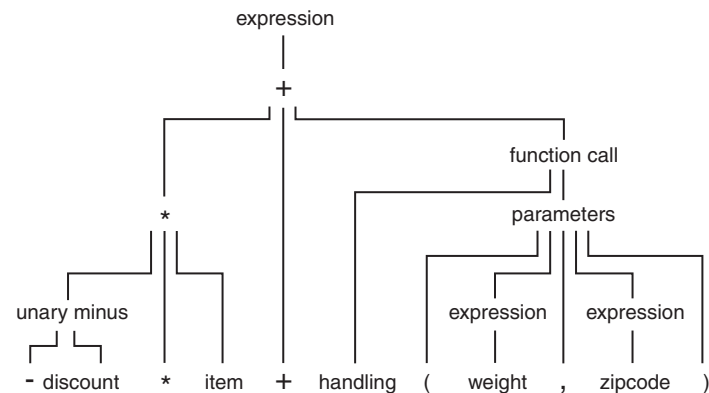 expression
+
function call
*
parameters
unary minus
expression expression
- discount * item + handling ( weight , zipcode )